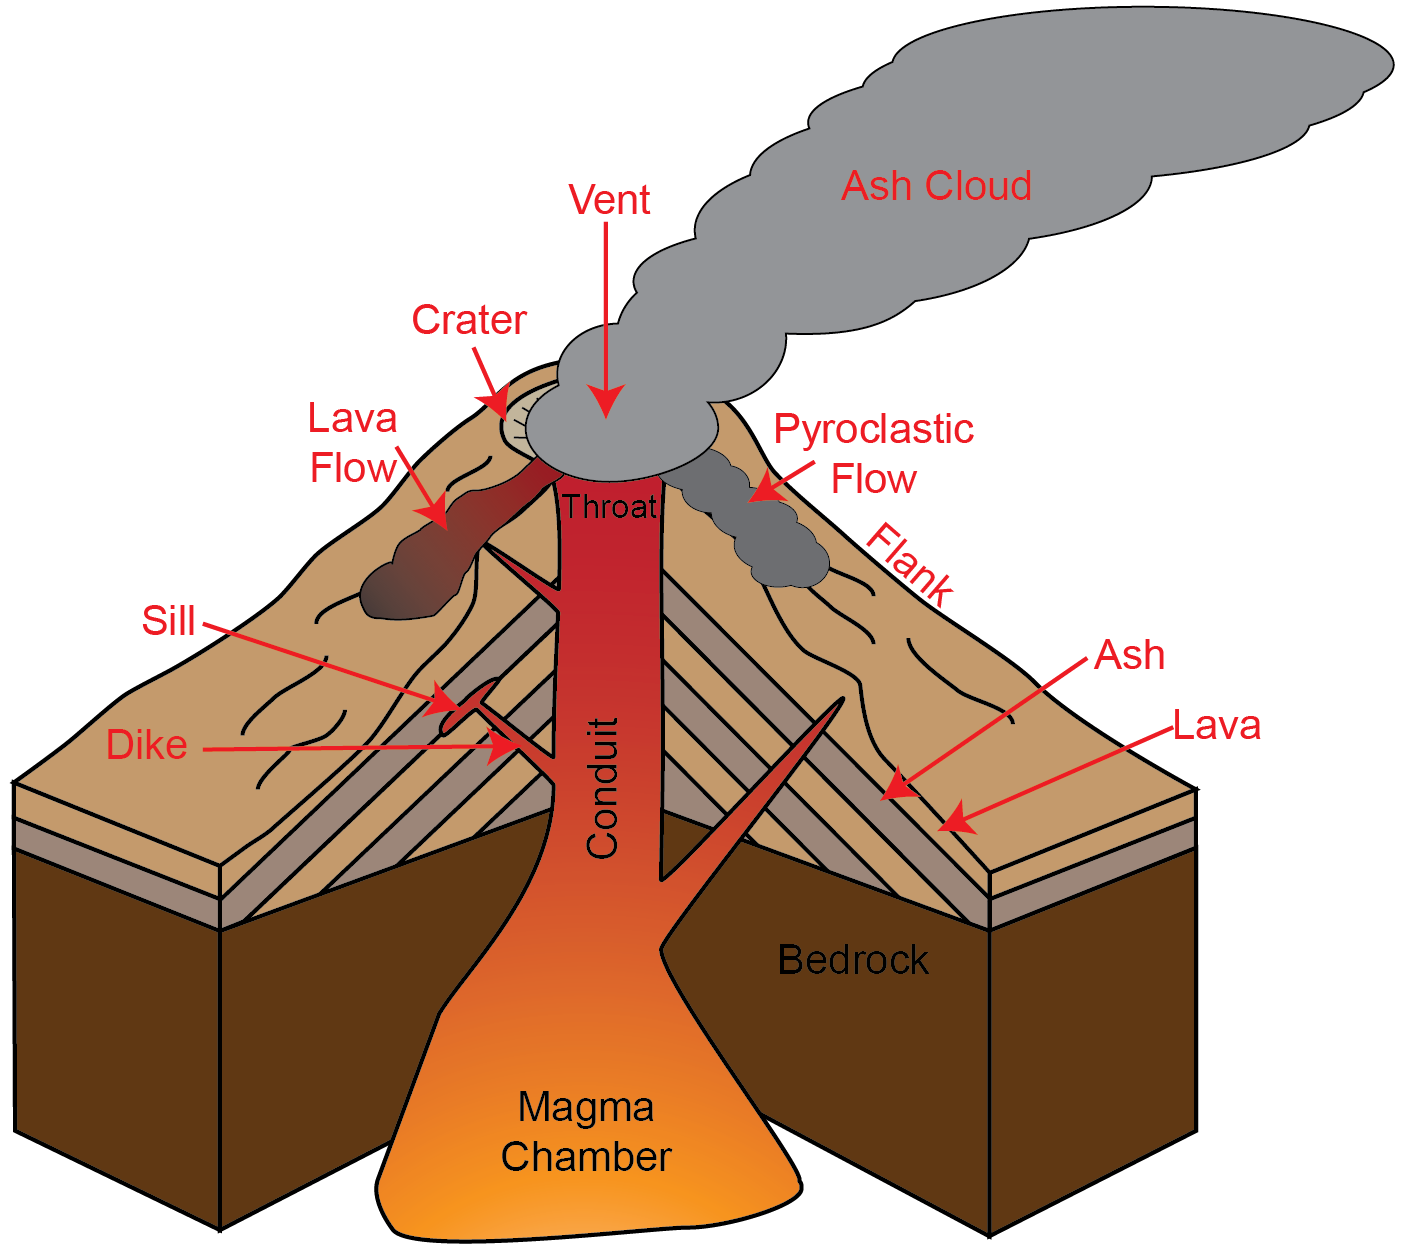 Ash Cloud
Vent
Crater
Lava
Flow
Pyroclastic
Flow
Throat
Flank
Sill
Ash
Lava
Dike
Conduit
Bedrock
Magma
Chamber